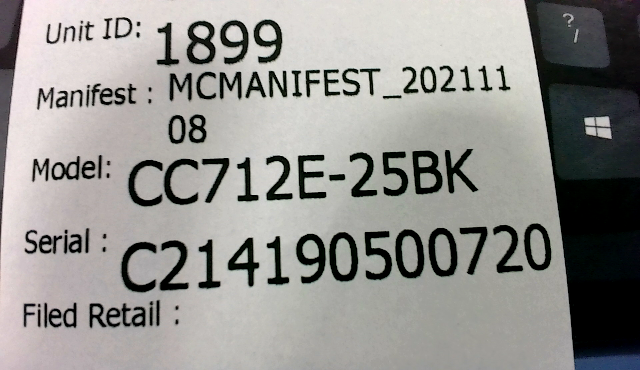 Unit ID: 1899
Manifest : MCMANIFEST_202111
08
Model: CC712E-25BK
Serial : C214190500720
Filed Retail :
?
/